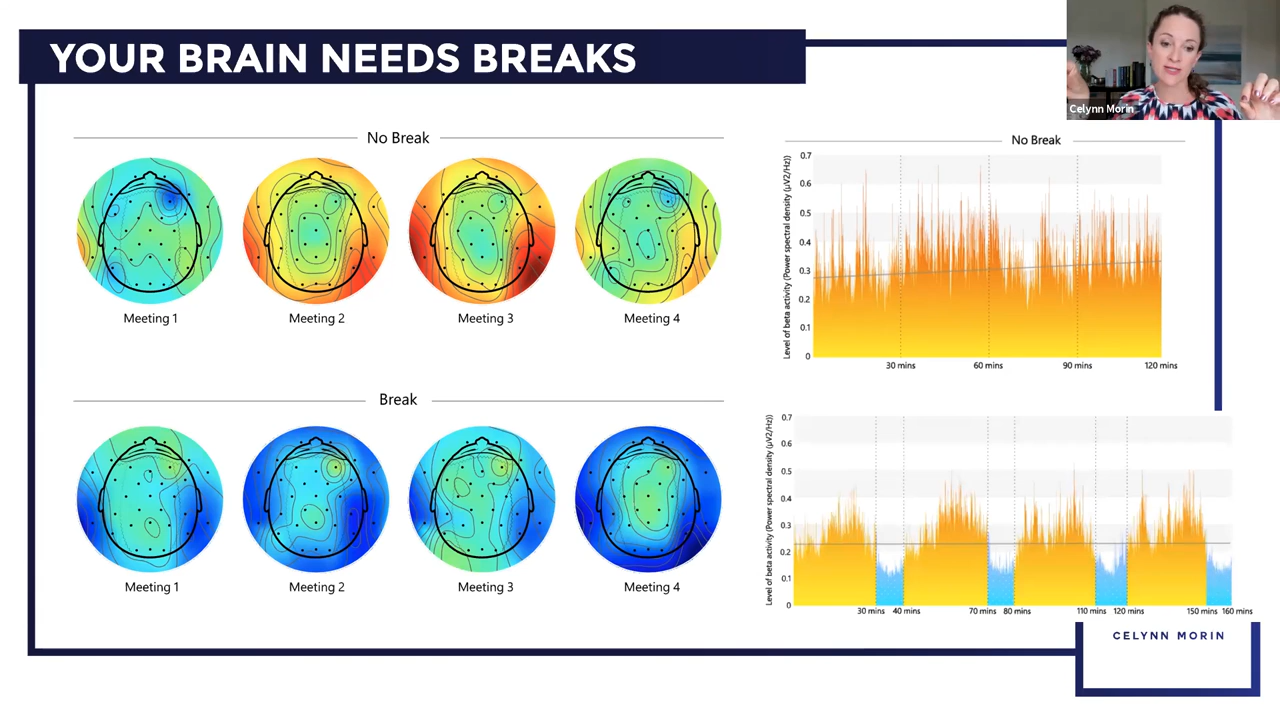 YOUR BRAIN NEEDS BREAKS
Celynn Morin
No Break
Meeting 1
Meeting 2
Meeting 3
Meeting 4
Break
Meeting 1
Meeting 2
Meeting 3
Meeting 4
No Break
Level of beta activity (Power spectral density (µV2/Hz))
0.7
0.6
0.5
0.4
0.3
0.2
0.1
0
30 mins 60 mins 90 mins 120 mins
Level of beta activity (Power spectral density (µV2/Hz))
0.7
0.6
0.5
0.4
0.3
0.2
0.1
0
30 mins 40 mins 70 mins 80 mins 110 mins 120 mins 150 mins 160 mins
CELYNN MORIN